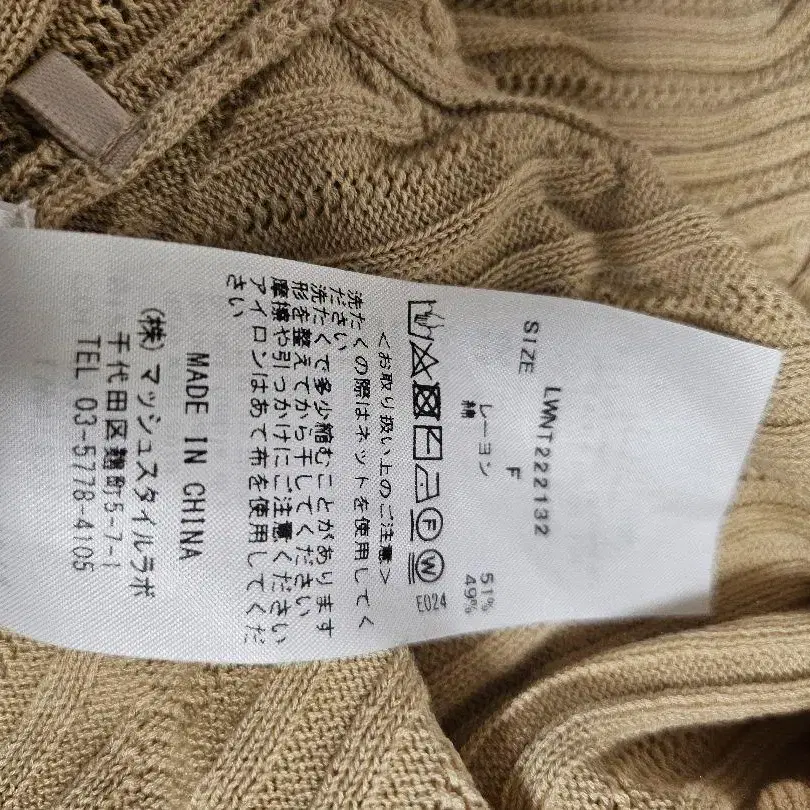 LWNT222132
SIZE F
レーヨン 51%
綿 49%
E024
<お取り扱い上のご注意>
洗たくの際はネットを使用してく
ださい
洗たくで多少縮むことがあります
形を整えてから干してください
摩擦や引っかけにご注意ください
アイロンはあて布を使用してくだ
さい
MADE IN CHINA
(株)マッシュスタイルラボ
千代田区麹町5-7-1
TEL 03-5778-4105